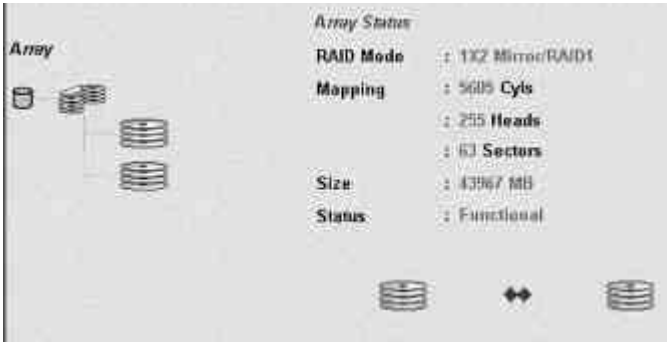 Array Status
Array
RAID Mode : 1X2 Mirror/RAID1
Mapping : 5605 Cyls
: 255 Heads
: 63 Sectors
Size : 43967 MB
Status : Functional